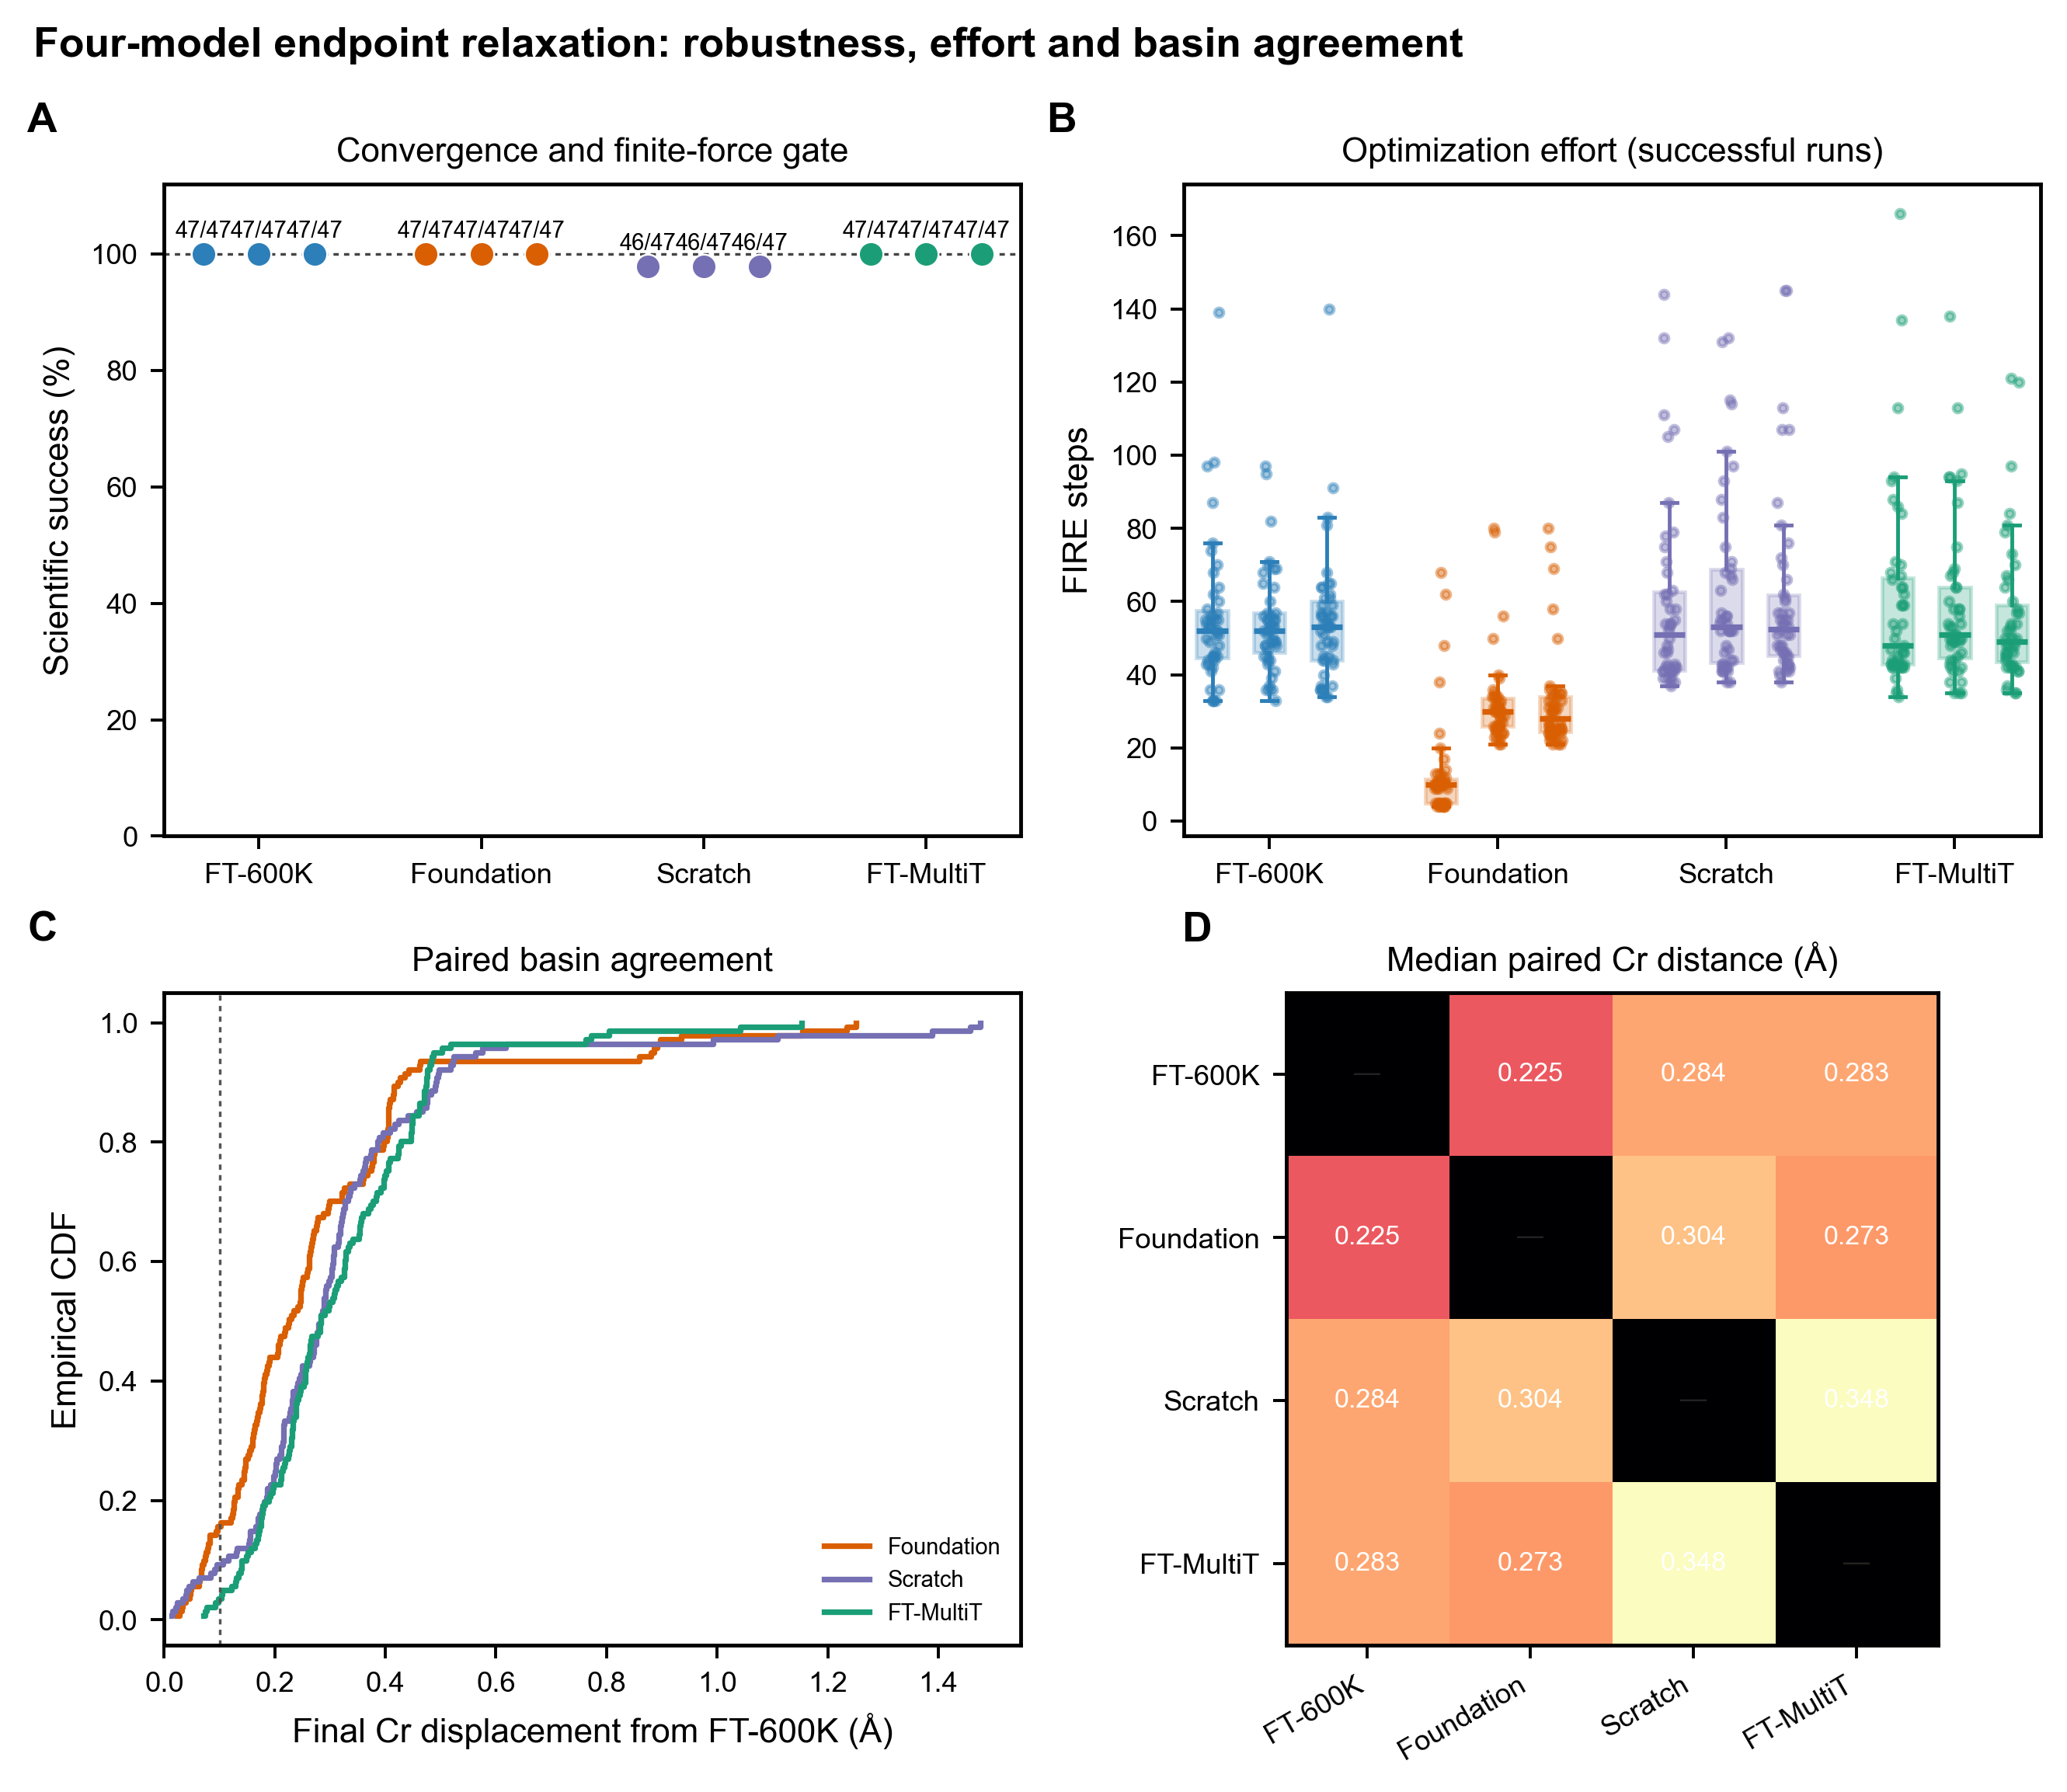 Four-model endpoint relaxation: robustness, effort and basin agreement
A
Convergence and finite-force gate
Scientific success (%)
100
80
60
40
20
0
47/47 47/47 47/47
47/47 47/47 47/47
46/47 46/47 46/47
47/47 47/47 47/47
FT-600K Foundation Scratch FT-MultiT
B
Optimization effort (successful runs)
FIRE steps
160
140
120
100
80
60
40
20
0
FT-600K Foundation Scratch FT-MultiT
C
Paired basin agreement
Empirical CDF
1.0
0.8
0.6
0.4
0.2
0.0
Foundation
Scratch
FT-MultiT
0.0 0.2 0.4 0.6 0.8 1.0 1.2 1.4
Final Cr displacement from FT-600K (Å)
D
Median paired Cr distance (Å)
FT-600K — 0.225 0.284 0.283
Foundation 0.225 — 0.304 0.273
Scratch 0.284 0.304 — 0.348
FT-MultiT 0.283 0.273 0.348 —
FT-600K Foundation Scratch FT-MultiT